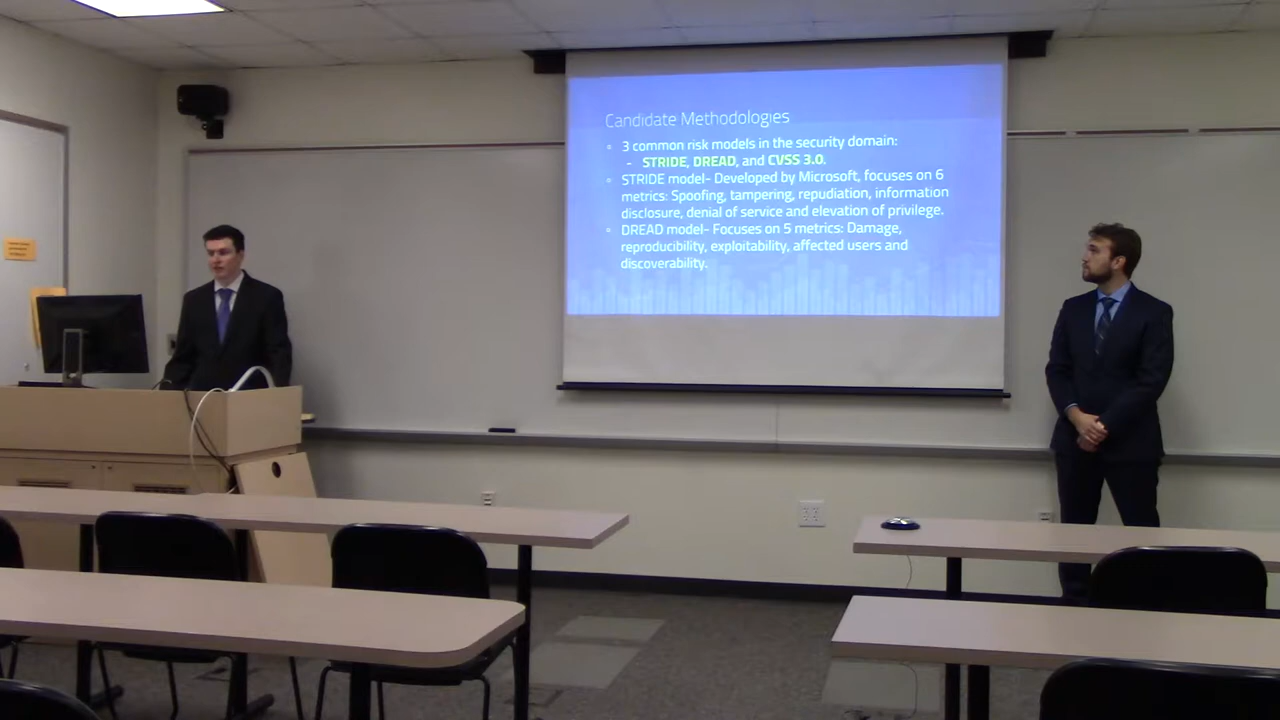 Candidate Methodologies
◦ 3 common risk models in the security domain:
- STRIDE, DREAD, and CVSS 3.0.
◦ STRIDE model- Developed by Microsoft, focuses on 6
metrics: Spoofing, tampering, repudiation, information
disclosure, denial of service and elevation of privilege.
◦ DREAD model- Focuses on 5 metrics: Damage,
reproducibility, exploitability, affected users and
discoverability.